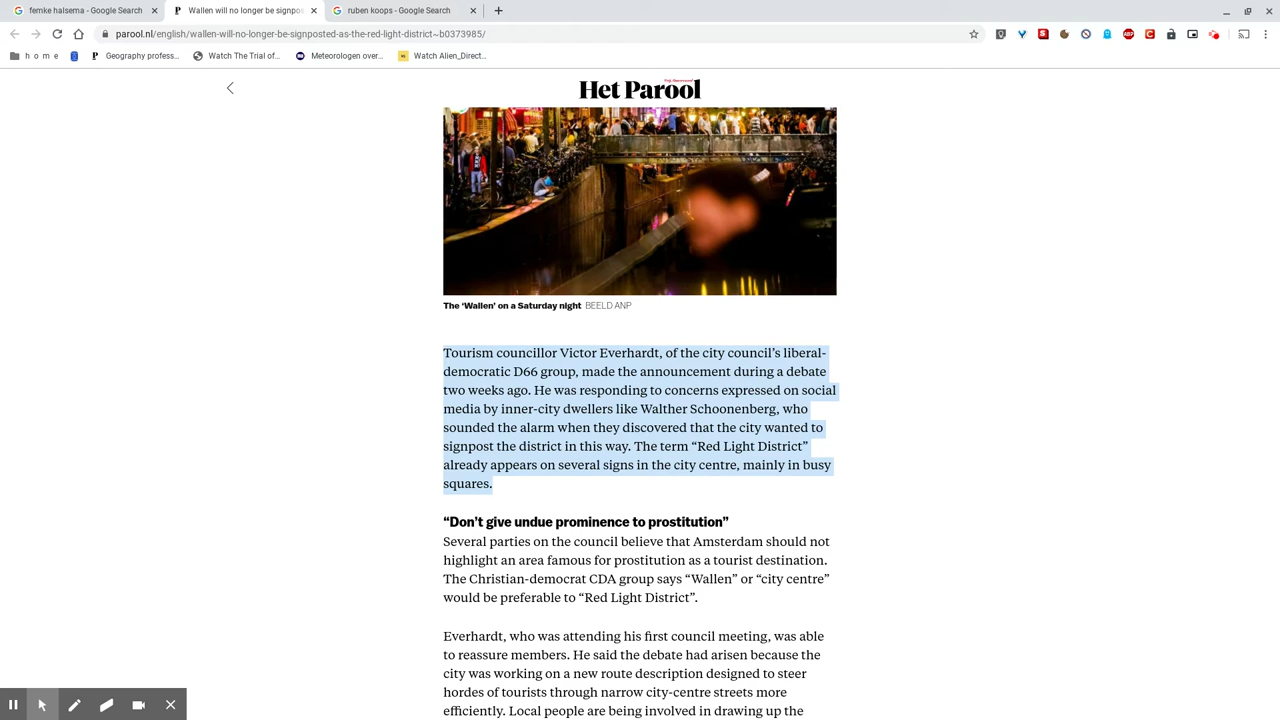 femke halsema - Google Search
Wallen will no longer be signpos
ruben koops - Google Search
parool.nl/english/wallen-will-no-longer-be-signposted-as-the-red-light-district~b0373985/
h o m e
Geography profess...
Watch The Trial of...
Meteorologen over...
Watch Alien_Direct...
Het Parool
The ‘Wallen’ on a Saturday night BEELD ANP
Tourism councillor Victor Everhardt, of the city council’s liberal-
democratic D66 group, made the announcement during a debate
two weeks ago. He was responding to concerns expressed on social
media by inner-city dwellers like Walther Schoonenberg, who
sounded the alarm when they discovered that the city wanted to
signpost the district in this way. The term “Red Light District”
already appears on several signs in the city centre, mainly in busy
squares.
“Don’t give undue prominence to prostitution”
Several parties on the council believe that Amsterdam should not
highlight an area famous for prostitution as a tourist destination.
The Christian-democrat CDA group says “Wallen” or “city centre”
would be preferable to “Red Light District”.
Everhardt, who was attending his first council meeting, was able
to reassure members. He said the debate had arisen because the
city was working on a new route description designed to steer
hordes of tourists through narrow city-centre streets more
efficiently. Local people are being involved in drawing up the